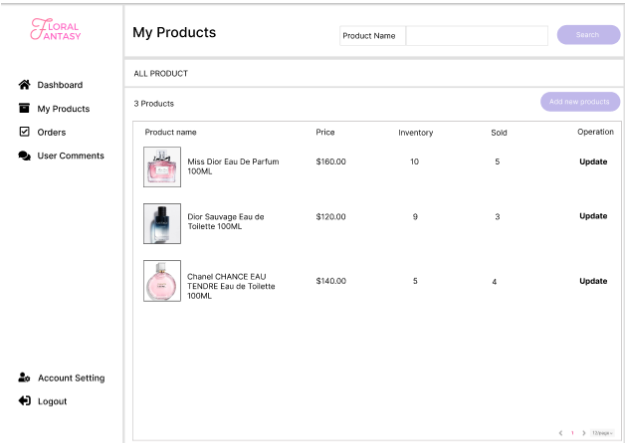 FLORAL
FANTASY
My Products
Product Name
Search
Dashboard
My Products
Orders
User Comments
Account Setting
Logout
ALL PRODUCT
3 Products
Add new products
Product name Price Inventory Sold Operation
Miss Dior Eau De Parfum
100ML
$160.00 10 5 Update
Dior Sauvage Eau de
Toilette 100ML
$120.00 9 3 Update
Chanel CHANCE EAU
TENDRE Eau de Toilette
100ML
$140.00 5 4 Update
< 1 > 12/page